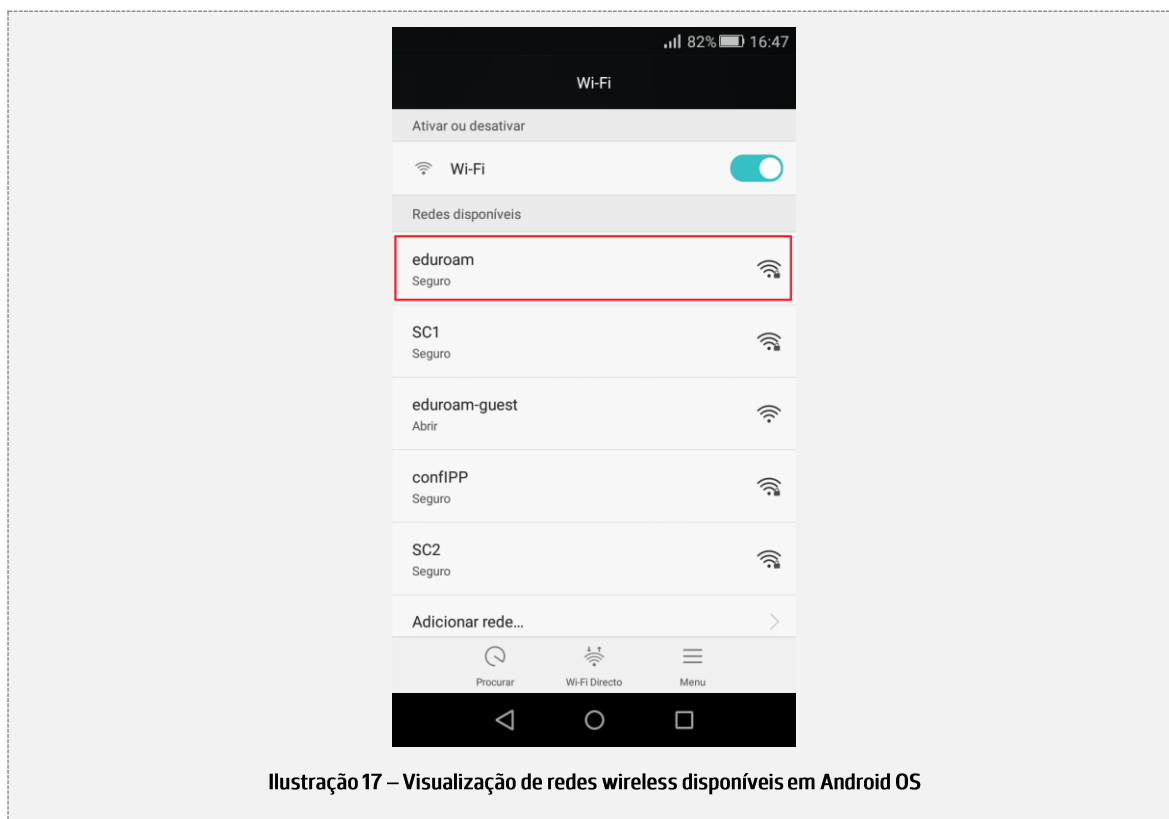 82% 16:47
Wi-Fi
Ativar ou desativar
Wi-Fi
Redes disponíveis
eduroam
Seguro
SC1
Seguro
eduroam-guest
Abrir
confIPP
Seguro
SC2
Seguro
Adicionar rede...
Procurar Wi-Fi Directo Menu
Ilustração 17 – Visualização de redes wireless disponíveis em Android OS